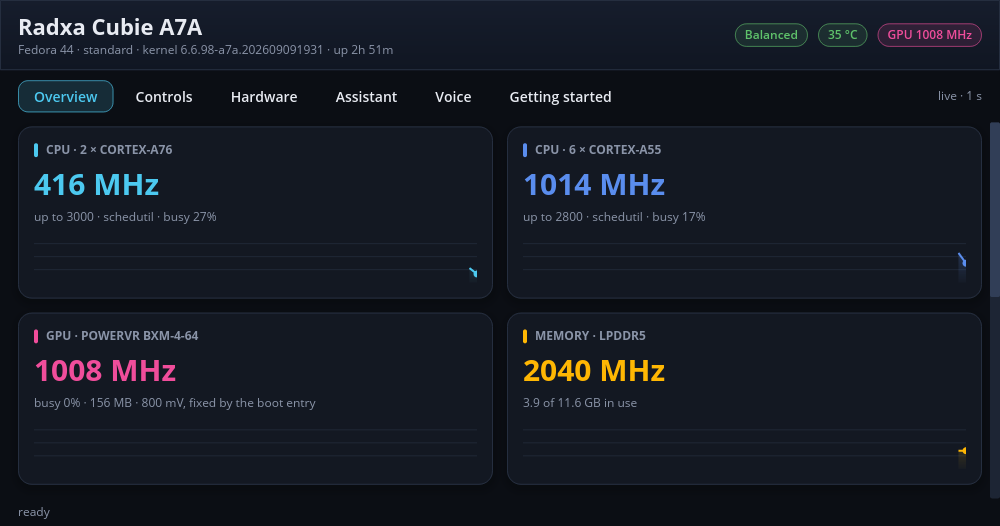 Radxa Cubie A7A
Fedora 44 · standard · kernel 6.6.98-a7a.202609091931 · up 2h 51m
Balanced
35 °C
GPU 1008 MHz
Overview
Controls
Hardware
Assistant
Voice
Getting started
live · 1 s
CPU · 2 × CORTEX-A76
416 MHz
up to 3000 · schedutil · busy 27%
CPU · 6 × CORTEX-A55
1014 MHz
up to 2800 · schedutil · busy 17%
GPU · POWERVR BXM-4-64
1008 MHz
busy 0% · 156 MB · 800 mV, fixed by the boot entry
MEMORY · LPDDR5
2040 MHz
3.9 of 11.6 GB in use
ready